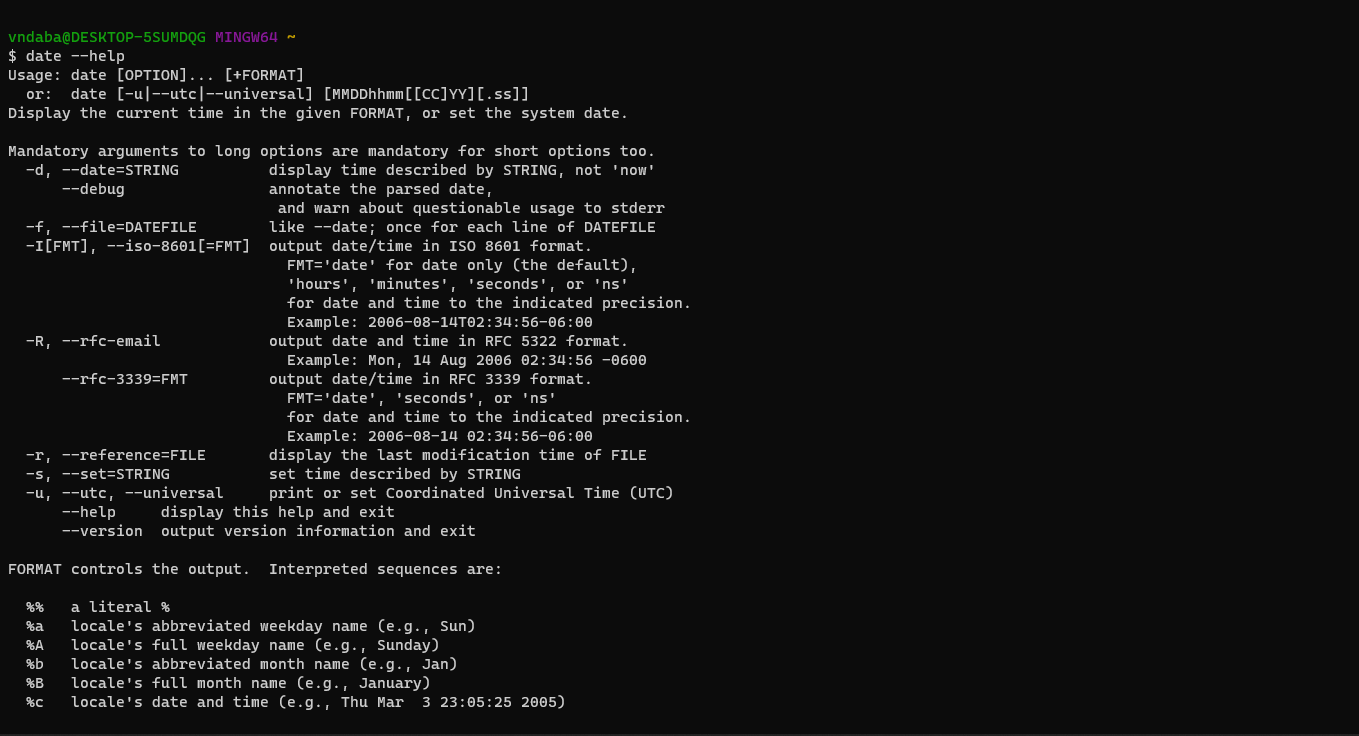 vndaba@DESKTOP-5SUMDQG MINGW64 ~
$ date --help
Usage: date [OPTION]... [+FORMAT]
  or:  date [-u|--utc|--universal] [MMDDhhmm[[CC]YY][.ss]]
Display the current time in the given FORMAT, or set the system date.

Mandatory arguments to long options are mandatory for short options too.
  -d, --date=STRING          display time described by STRING, not 'now'
      --debug                annotate the parsed date,
                              and warn about questionable usage to stderr
  -f, --file=DATEFILE        like --date; once for each line of DATEFILE
  -I[FMT], --iso-8601[=FMT]  output date/time in ISO 8601 format.
                               FMT='date' for date only (the default),
                               'hours', 'minutes', 'seconds', or 'ns'
                               for date and time to the indicated precision.
                               Example: 2006-08-14T02:34:56-06:00
  -R, --rfc-email            output date and time in RFC 5322 format.
                               Example: Mon, 14 Aug 2006 02:34:56 -0600
      --rfc-3339=FMT         output date/time in RFC 3339 format.
                               FMT='date', 'seconds', or 'ns'
                               for date and time to the indicated precision.
                               Example: 2006-08-14 02:34:56-06:00
  -r, --reference=FILE       display the last modification time of FILE
  -s, --set=STRING           set time described by STRING
  -u, --utc, --universal     print or set Coordinated Universal Time (UTC)
      --help     display this help and exit
      --version  output version information and exit

FORMAT controls the output.  Interpreted sequences are:

  %%   a literal %
  %a   locale's abbreviated weekday name (e.g., Sun)
  %A   locale's full weekday name (e.g., Sunday)
  %b   locale's abbreviated month name (e.g., Jan)
  %B   locale's full month name (e.g., January)
  %c   locale's date and time (e.g., Thu Mar  3 23:05:25 2005)